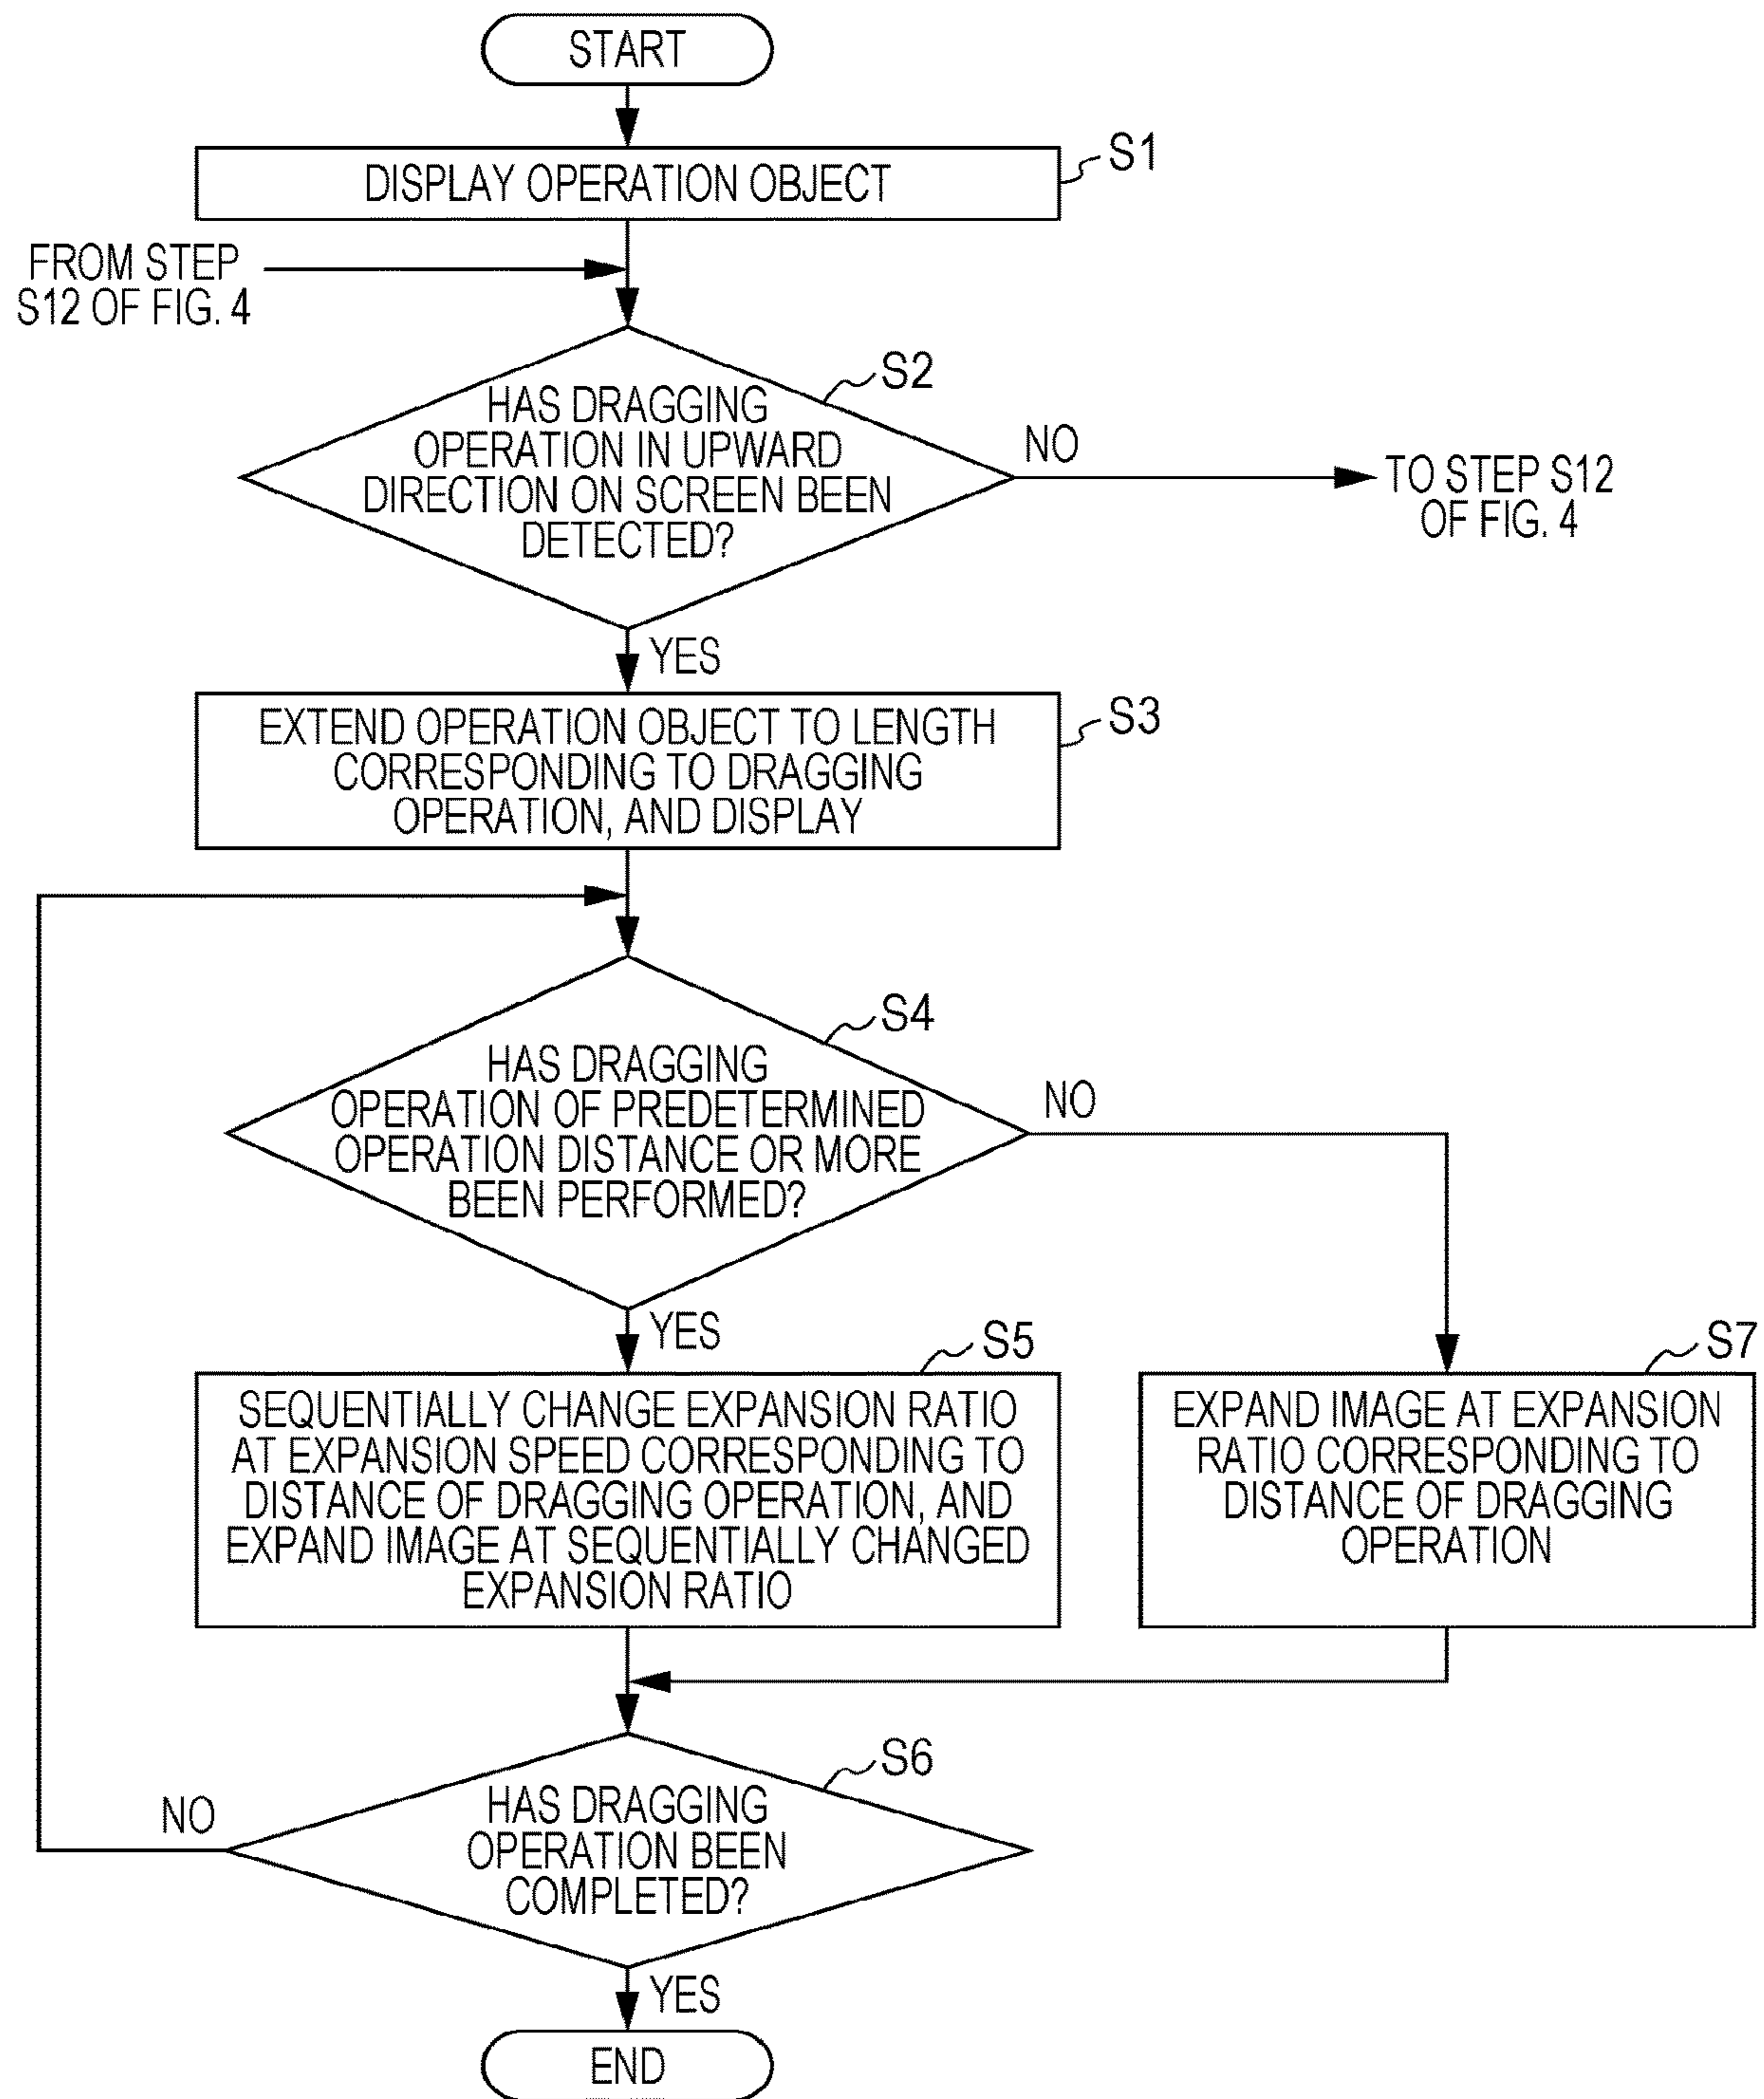 START
DISPLAY OPERATION OBJECT
S1
FROM STEP
S12 OF FIG. 4
S2
HAS DRAGGING
OPERATION IN UPWARD
DIRECTION ON SCREEN BEEN
DETECTED?
NO
TO STEP S12
OF FIG. 4
YES
EXTEND OPERATION OBJECT TO LENGTH
CORRESPONDING TO DRAGGING
OPERATION, AND DISPLAY
S3
S4
HAS DRAGGING
OPERATION OF PREDETERMINED
OPERATION DISTANCE OR MORE
BEEN PERFORMED?
NO
YES
S5
SEQUENTIALLY CHANGE EXPANSION RATIO
AT EXPANSION SPEED CORRESPONDING TO
DISTANCE OF DRAGGING OPERATION, AND
EXPAND IMAGE AT SEQUENTIALLY CHANGED
EXPANSION RATIO
S7
EXPAND IMAGE AT EXPANSION
RATIO CORRESPONDING TO
DISTANCE OF DRAGGING
OPERATION
S6
HAS DRAGGING
OPERATION BEEN
COMPLETED?
NO
YES
END